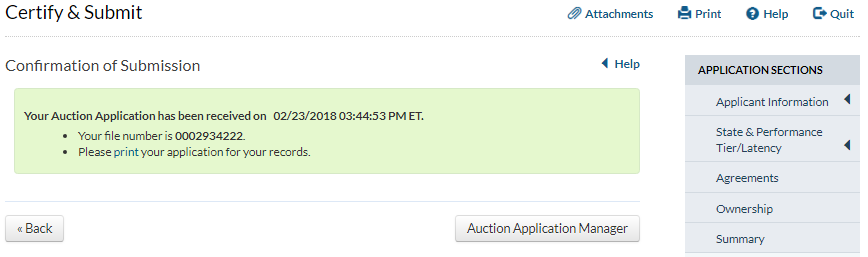 Certify & Submit
Attachments Print Help Quit
Confirmation of Submission
Help
Your Auction Application has been received on 02/23/2018 03:44:53 PM ET.
• Your file number is 0002934222.
• Please print your application for your records.
« Back
Auction Application Manager
APPLICATION SECTIONS
Applicant Information
State & Performance
Tier/Latency
Agreements
Ownership
Summary